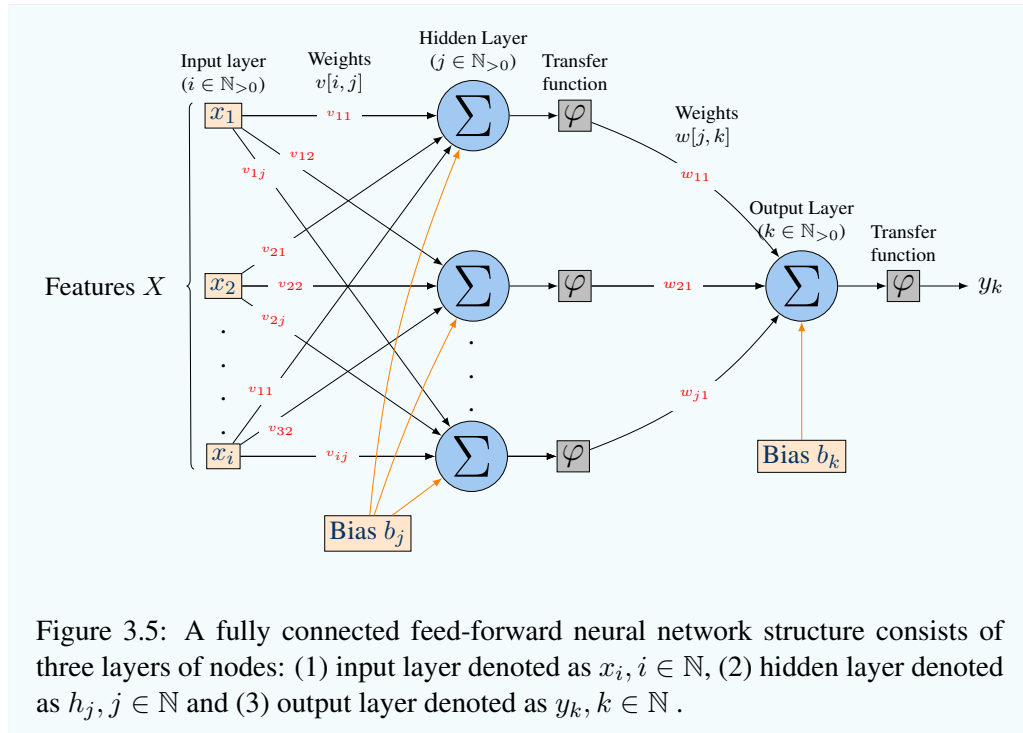 Hidden Layer
(j ∈ ℕ>0)
Input layer
(i ∈ ℕ>0)
Weights
v[i, j]
Transfer
function
x1
v11
Σ
φ
Weights
w[j, k]
v12
v1j
w11
Output Layer
(k ∈ ℕ>0)
Transfer
function
v21
Features X
x2
v22
Σ
φ
w21
Σ
φ
yk
v2j
v11
wj1
v32
xi
vij
Σ
φ
Bias bk
Bias bj
Figure 3.5: A fully connected feed-forward neural network structure consists of
three layers of nodes: (1) input layer denoted as xi, i ∈ ℕ, (2) hidden layer denoted
as hj, j ∈ ℕ and (3) output layer denoted as yk, k ∈ ℕ .